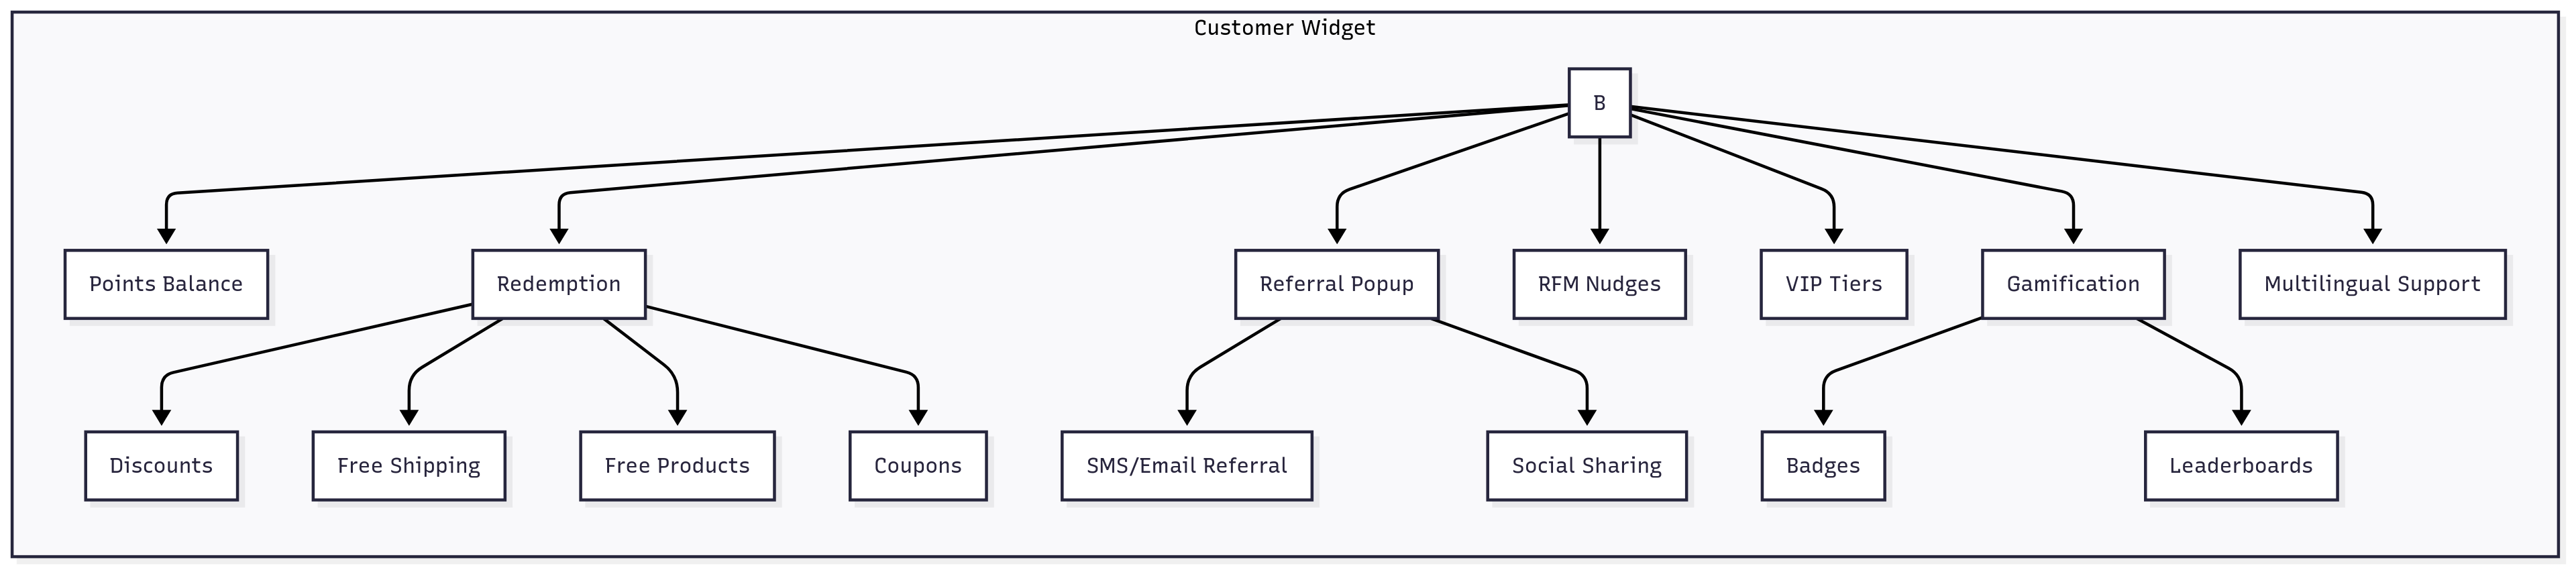 Customer Widget
B
Points Balance
Redemption
Referral Popup
RFM Nudges
VIP Tiers
Gamification
Multilingual Support
Discounts
Free Shipping
Free Products
Coupons
SMS/Email Referral
Social Sharing
Badges
Leaderboards